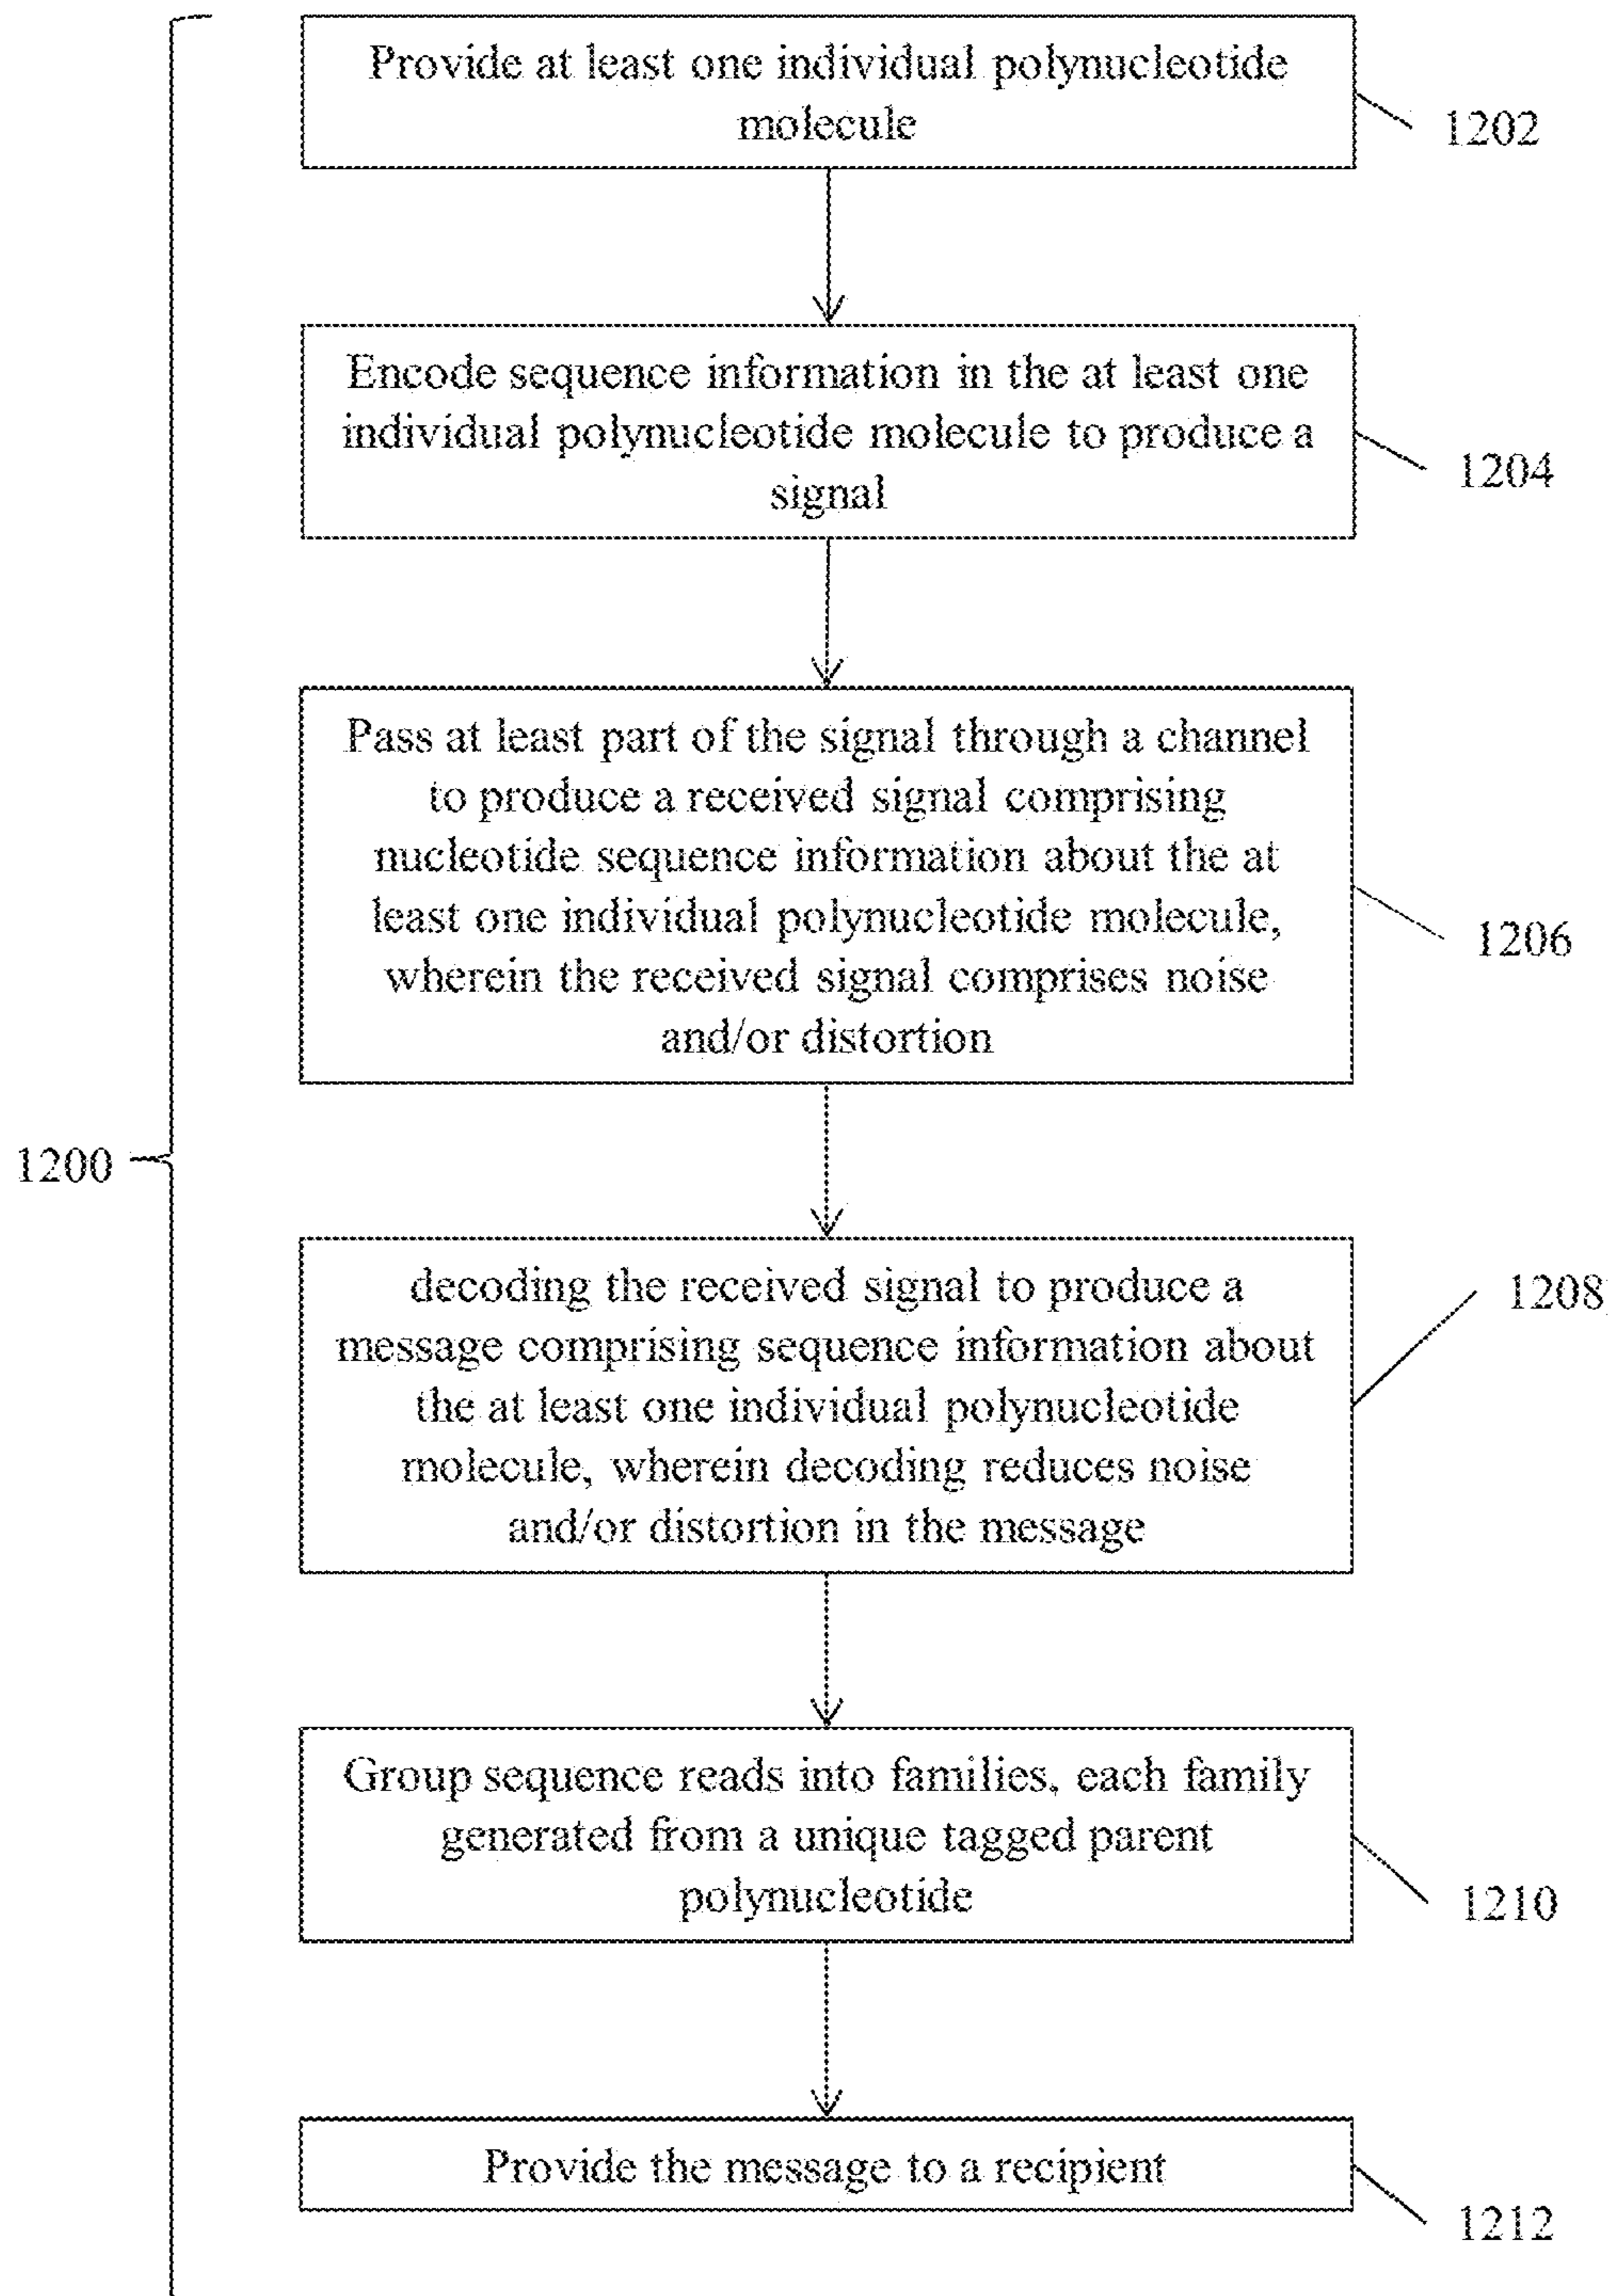 Provide at least one individual polynucleotide
molecule
1202
Encode sequence information in the at least one
individual polynucleotide molecule to produce a
signal
1204
Pass at least part of the signal through a channel
to produce a received signal comprising
nucleotide sequence information about the at
least one individual polynucleotide molecule,
wherein the received signal comprises noise
and/or distortion
1206
1200
decoding the received signal to produce a
message comprising sequence information about
the at least one individual polynucleotide
molecule, wherein decoding reduces noise
and/or distortion in the message
1208
Group sequence reads into families, each family
generated from a unique tagged parent
polynucleotide
1210
Provide the message to a recipient
1212